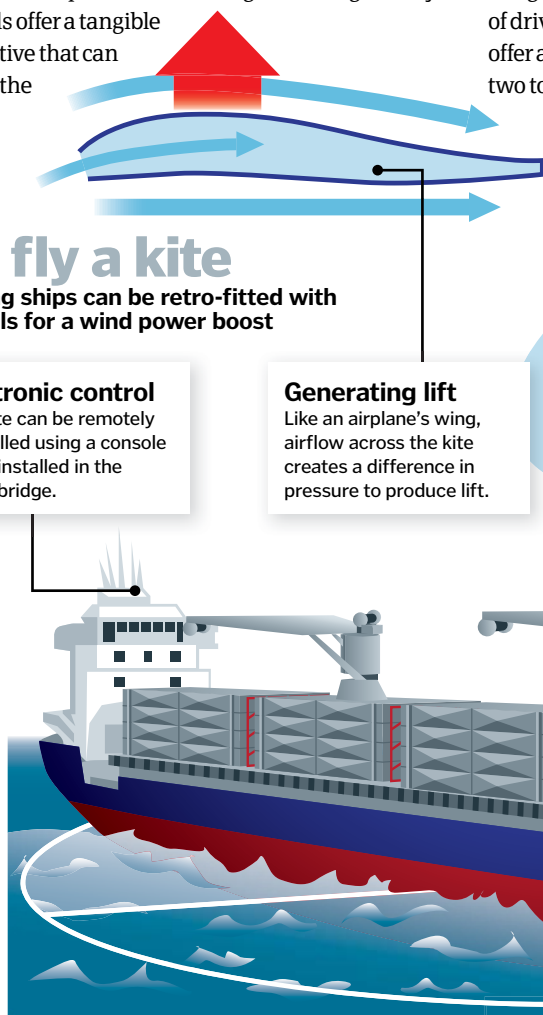 ls offer a tangible
tive that can
the
of driv
offer a
two to
fly a kite
g ships can be retro-fitted with
ls for a wind power boost
tronic control
te can be remotely
lled using a console
installed in the
bridge.
Generating lift
Like an airplane’s wing,
airflow across the kite
creates a difference in
pressure to produce lift.